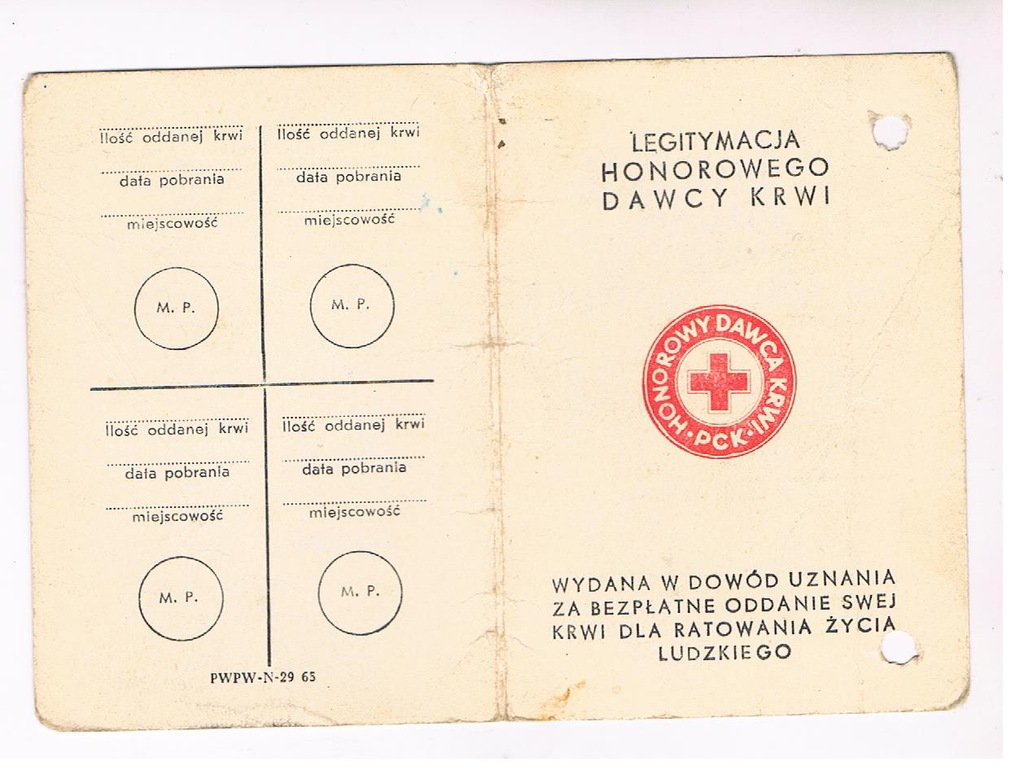 Ilość oddanej krwi
data pobrania
miejscowość
M. P.
Ilość oddanej krwi
data pobrania
miejscowość
M. P.
Ilość oddanej krwi
data pobrania
miejscowość
M. P.
Ilość oddanej krwi
data pobrania
miejscowość
M. P.
PWPW-N-29 65
LEGITYMACJA
HONOROWEGO
DAWCY KRWI
HONOROWY DAWCA KRWI
· PCK ·
WYDANA W DOWÓD UZNANIA
ZA BEZPŁATNE ODDANIE SWEJ
KRWI DLA RATOWANIA ŻYCIA
LUDZKIEGO